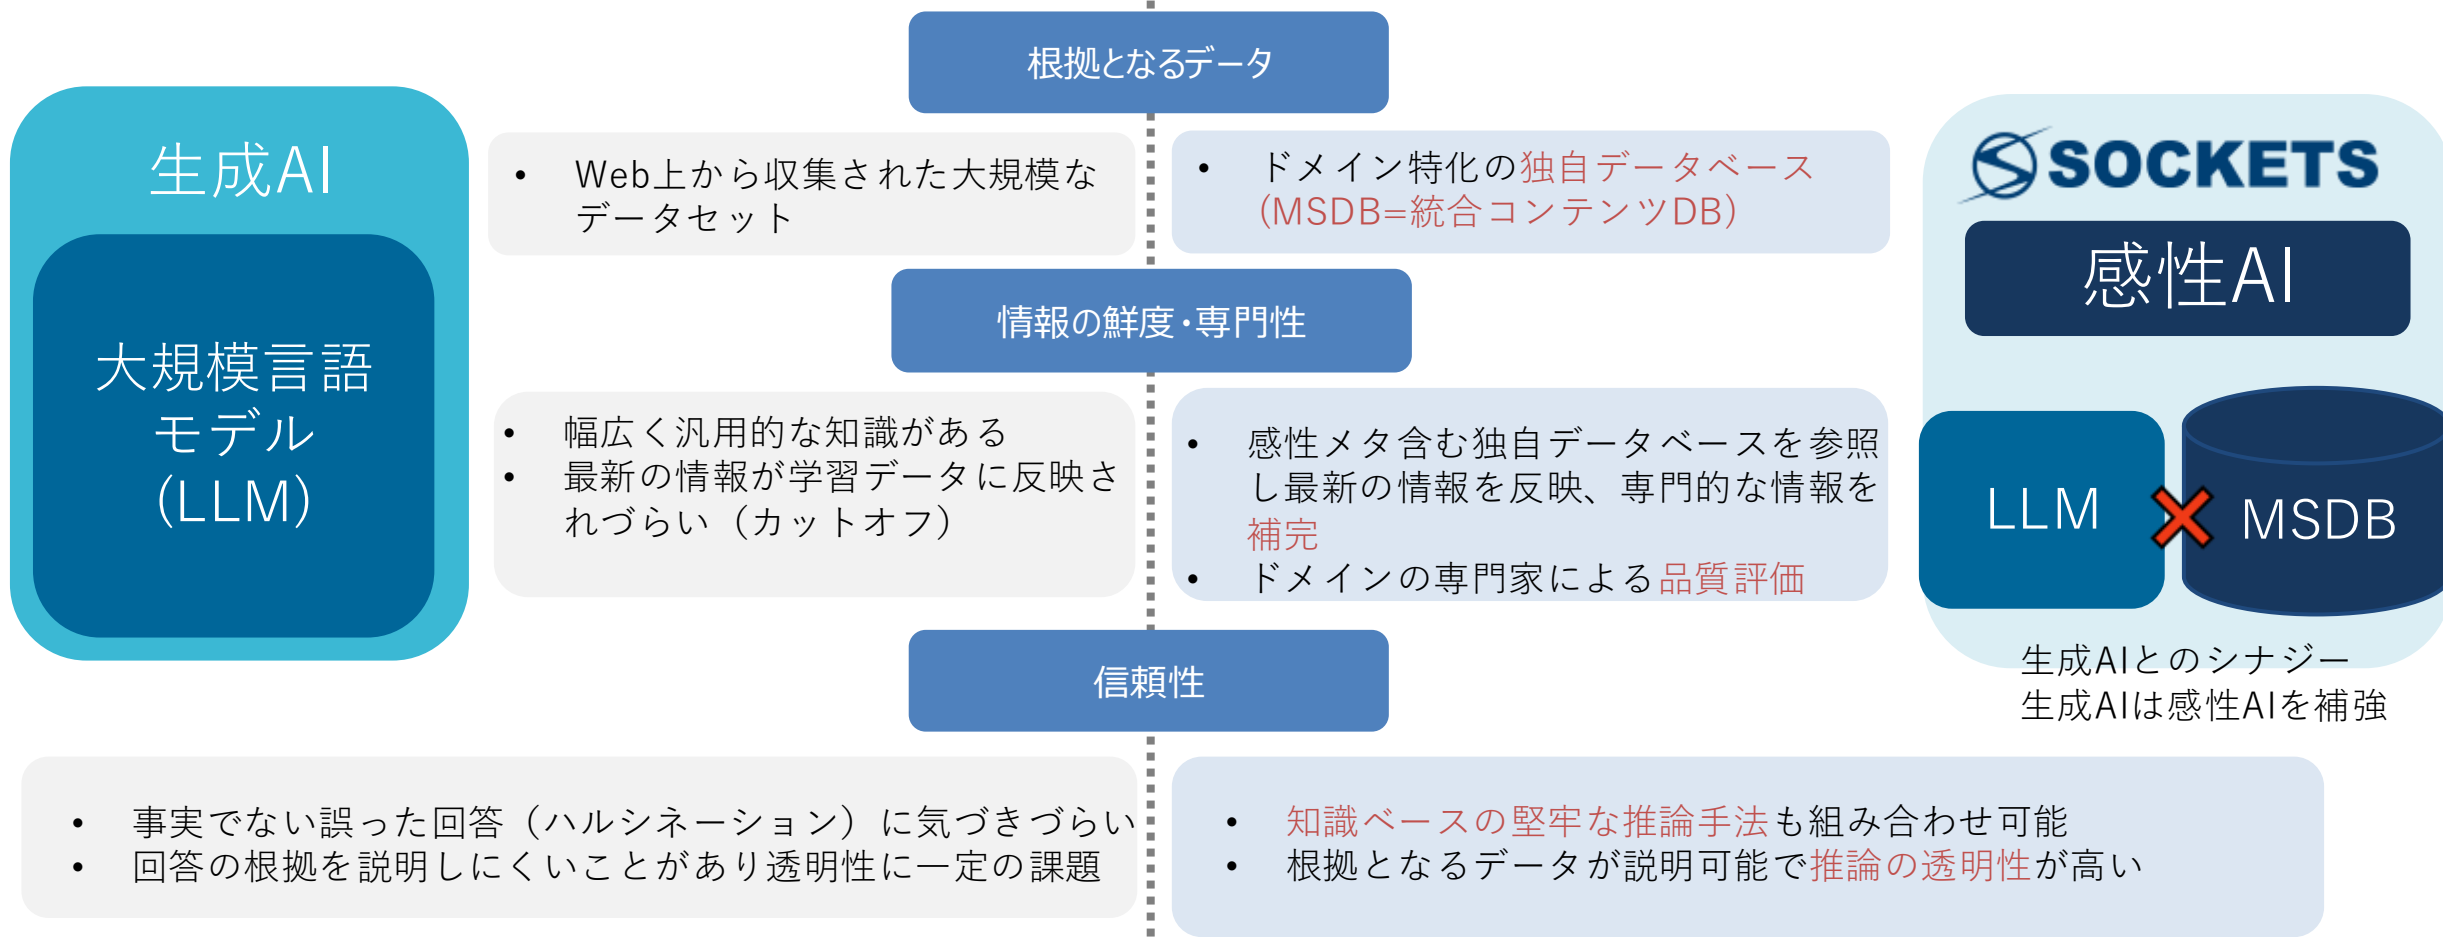 根拠となるデータ
生成AI
大規模言語
モデル
(LLM)
• Web上から収集された大規模な
データセット
• ドメイン特化の独自データベース
(MSDB=統合コンテンツDB)
SOCKETS
感性AI
情報の鮮度・専門性
• 幅広く汎用的な知識がある
• 最新の情報が学習データに反映さ
れづらい（カットオフ）
• 感性メタ含む独自データベースを参照
し最新の情報を反映、専門的な情報を
補完
• ドメインの専門家による品質評価
LLM
MSDB
生成AIとのシナジー
生成AIは感性AIを補強
信頼性
• 事実でない誤った回答（ハルシネーション）に気づきづらい
• 回答の根拠を説明しにくいことがあり透明性に一定の課題
• 知識ベースの堅牢な推論手法も組み合わせ可能
• 根拠となるデータが説明可能で推論の透明性が高い